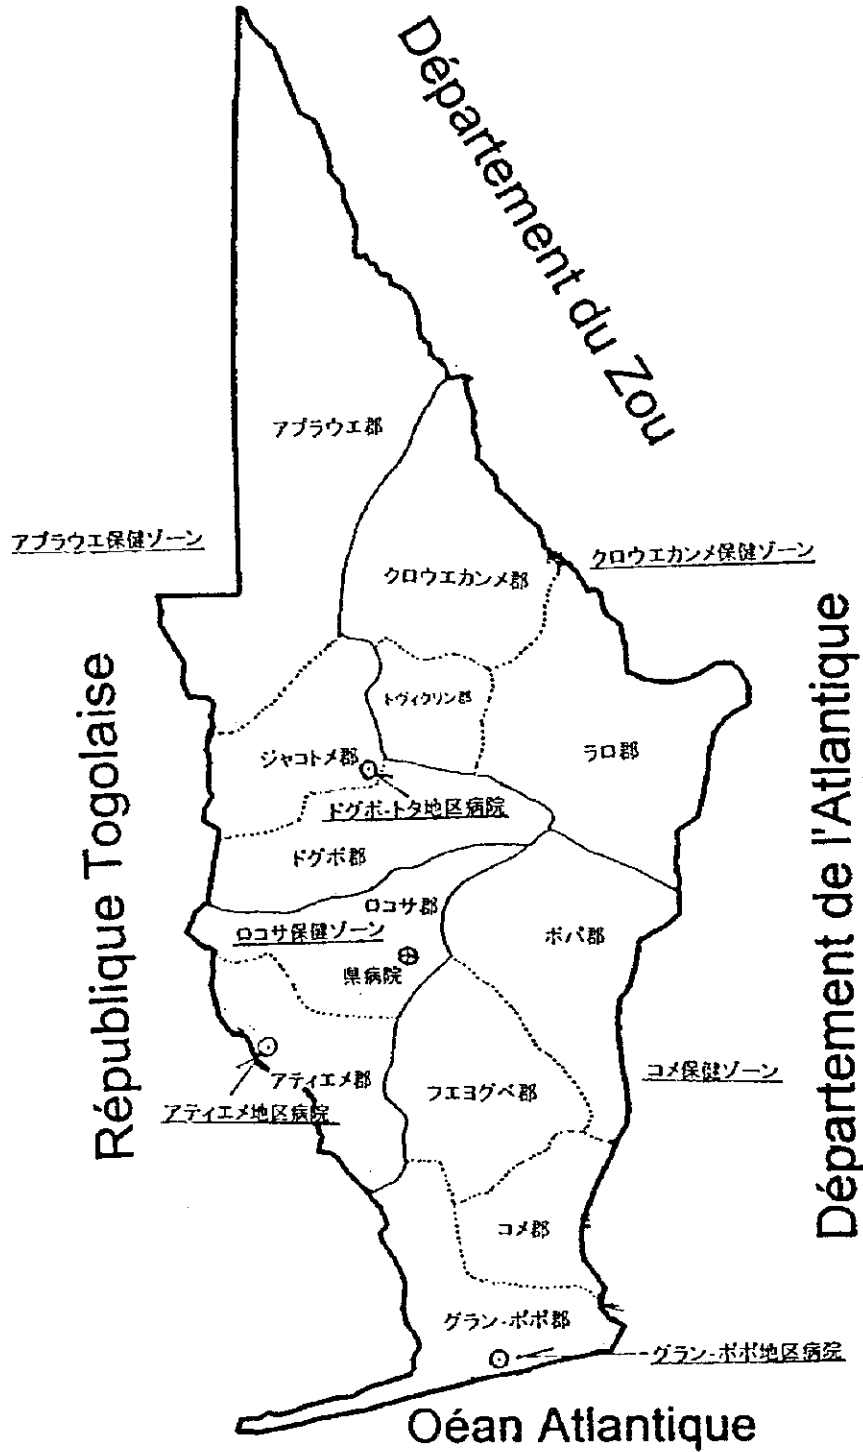 Département du Zou
アプラウエ郡
アプラウエ保健ゾーン
クロウエカンメ郡
クロウエカンメ保健ゾーン
République Togolaise
Département de l'Atlantique
トヴィクリン郡
ジャコトメ郡
ラロ郡
ドグボ-トタ地区病院
ドグボ郡
ロコサ郡
ロコサ保健ゾーン
ボパ郡
県病院
コメ保健ゾーン
アティエメ郡
フエヨグベ郡
アティエメ地区病院
コメ郡
グラン-ポポ郡
グラン-ポポ地区病院
Oéan Atlantique